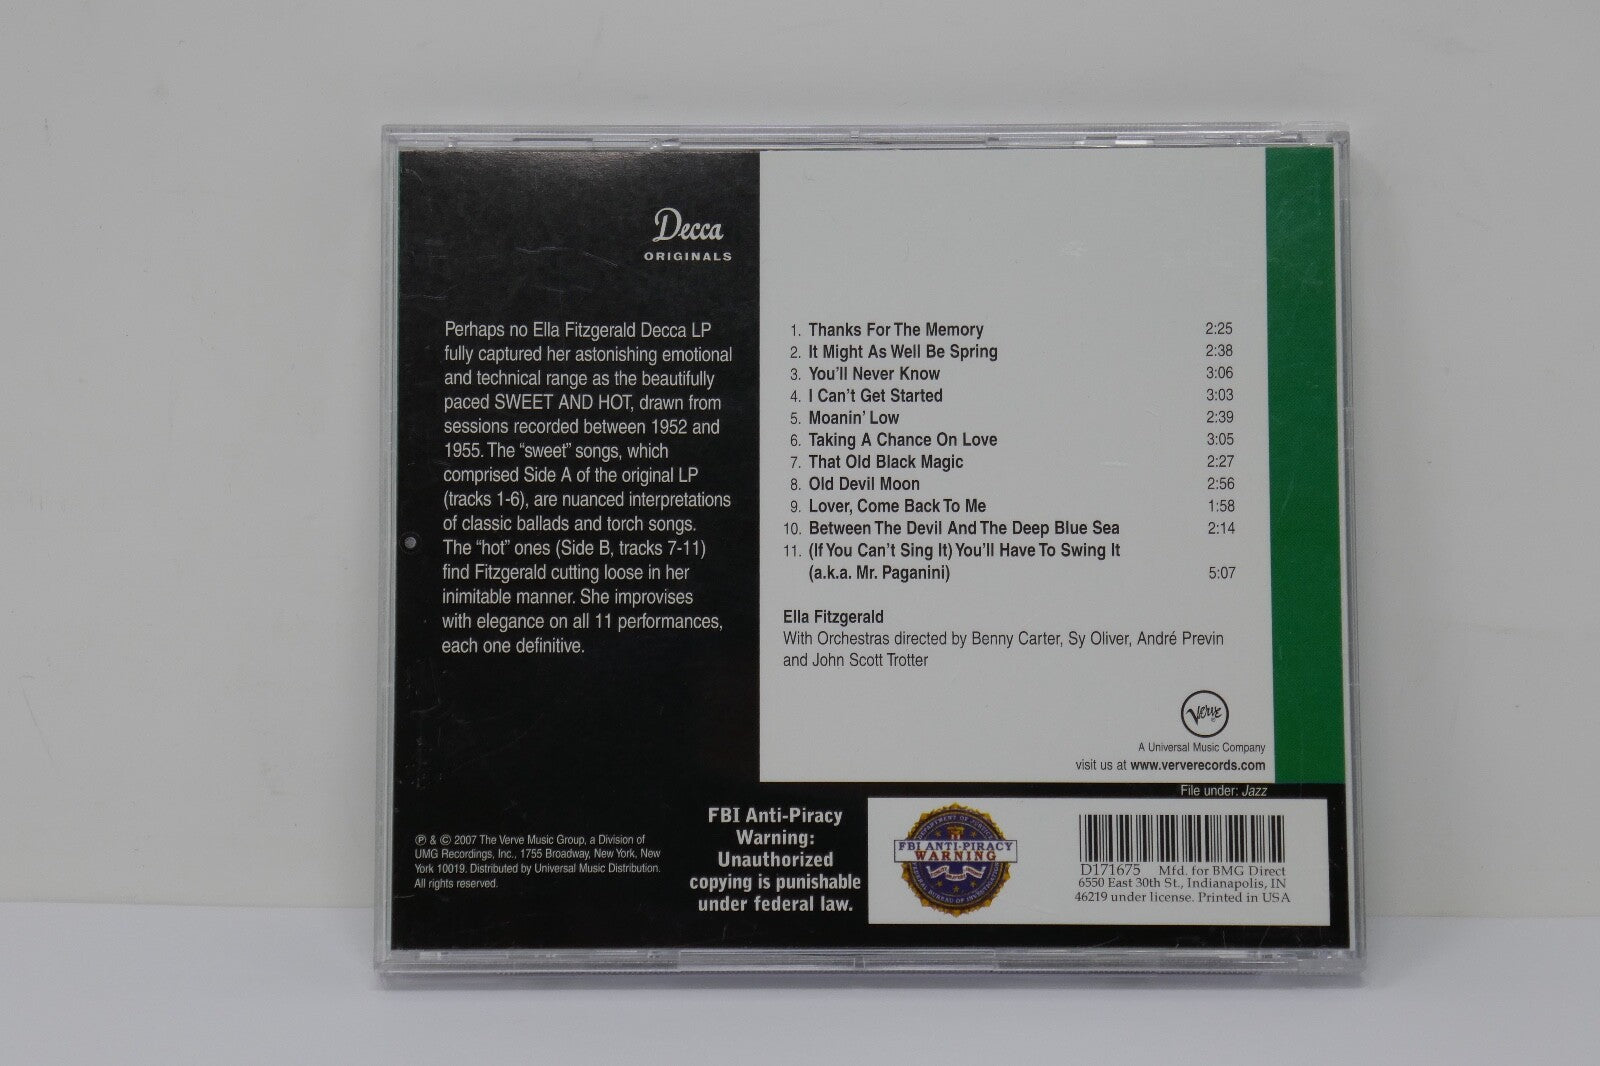 Decca
ORIGINALS
Perhaps no Ella Fitzgerald Decca LP
fully captured her astonishing emotional
and technical range as the beautifully
paced SWEET AND HOT, drawn from
sessions recorded between 1952 and
1955. The “sweet” songs, which
comprised Side A of the original LP
(tracks 1-6), are nuanced interpretations
of classic ballads and torch songs.
The “hot” ones (Side B, tracks 7-11)
find Fitzgerald cutting loose in her
inimitable manner. She improvises
with elegance on all 11 performances,
each one definitive.
1. Thanks For The Memory 2:25
2. It Might As Well Be Spring 2:38
3. You'll Never Know 3:06
4. I Can't Get Started 3:03
5. Moanin' Low 2:39
6. Taking A Chance On Love 3:05
7. That Old Black Magic 2:27
8. Old Devil Moon 2:56
9. Lover, Come Back To Me 1:58
10. Between The Devil And The Deep Blue Sea 2:14
11. (If You Can't Sing It) You'll Have To Swing It
(a.k.a. Mr. Paganini) 5:07
Ella Fitzgerald
With Orchestras directed by Benny Carter, Sy Oliver, André Previn
and John Scott Trotter
Verve
A Universal Music Company
visit us at www.ververecords.com
File under: Jazz
℗ & © 2007 The Verve Music Group, a Division of
UMG Recordings, Inc., 1755 Broadway, New York, New
York 10019. Distributed by Universal Music Distribution.
All rights reserved.
FBI Anti-Piracy
Warning:
Unauthorized
copying is punishable
under federal law.
DEPARTMENT OF JUSTICE
FBI ANTI-PIRACY
WARNING
FEDERAL BUREAU OF INVESTIGATION
D171675 Mfd. for BMG Direct
6550 East 30th St., Indianapolis, IN
46219 under license. Printed in USA